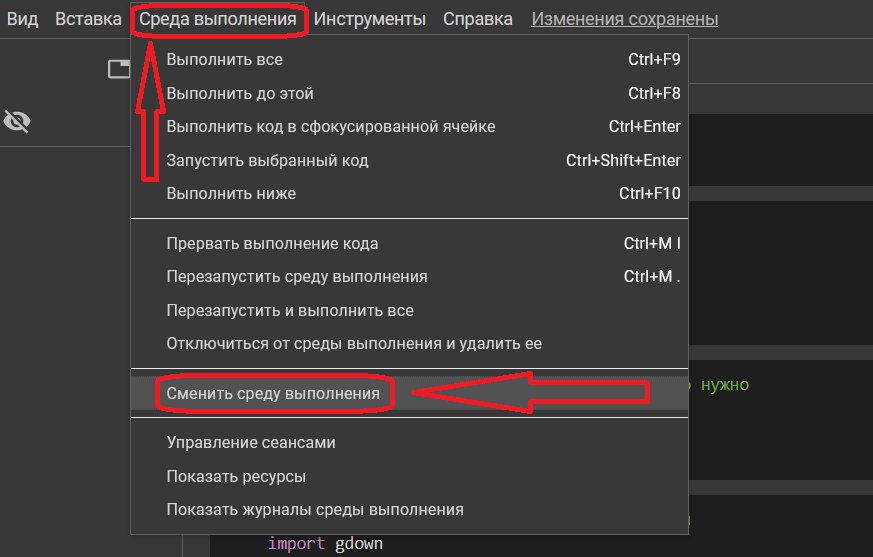 Вид Вставка Среда выполнения Инструменты Справка Изменения сохранены
Выполнить все Ctrl+F9
Выполнить до этой Ctrl+F8
Выполнить код в сфокусированной ячейке Ctrl+Enter
Запустить выбранный код Ctrl+Shift+Enter
Выполнить ниже Ctrl+F10
Прервать выполнение кода Ctrl+M I
Перезапустить среду выполнения Ctrl+M .
Перезапустить и выполнить все
Отключиться от среды выполнения и удалить ее
Сменить среду выполнения
нужно
Управление сеансами
Показать ресурсы
Показать журналы среды выполнения
import gdown